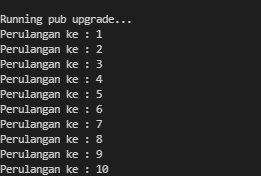 Running pub upgrade...
Perulangan ke : 1
Perulangan ke : 2
Perulangan ke : 3
Perulangan ke : 4
Perulangan ke : 5
Perulangan ke : 6
Perulangan ke : 7
Perulangan ke : 8
Perulangan ke : 9
Perulangan ke : 10